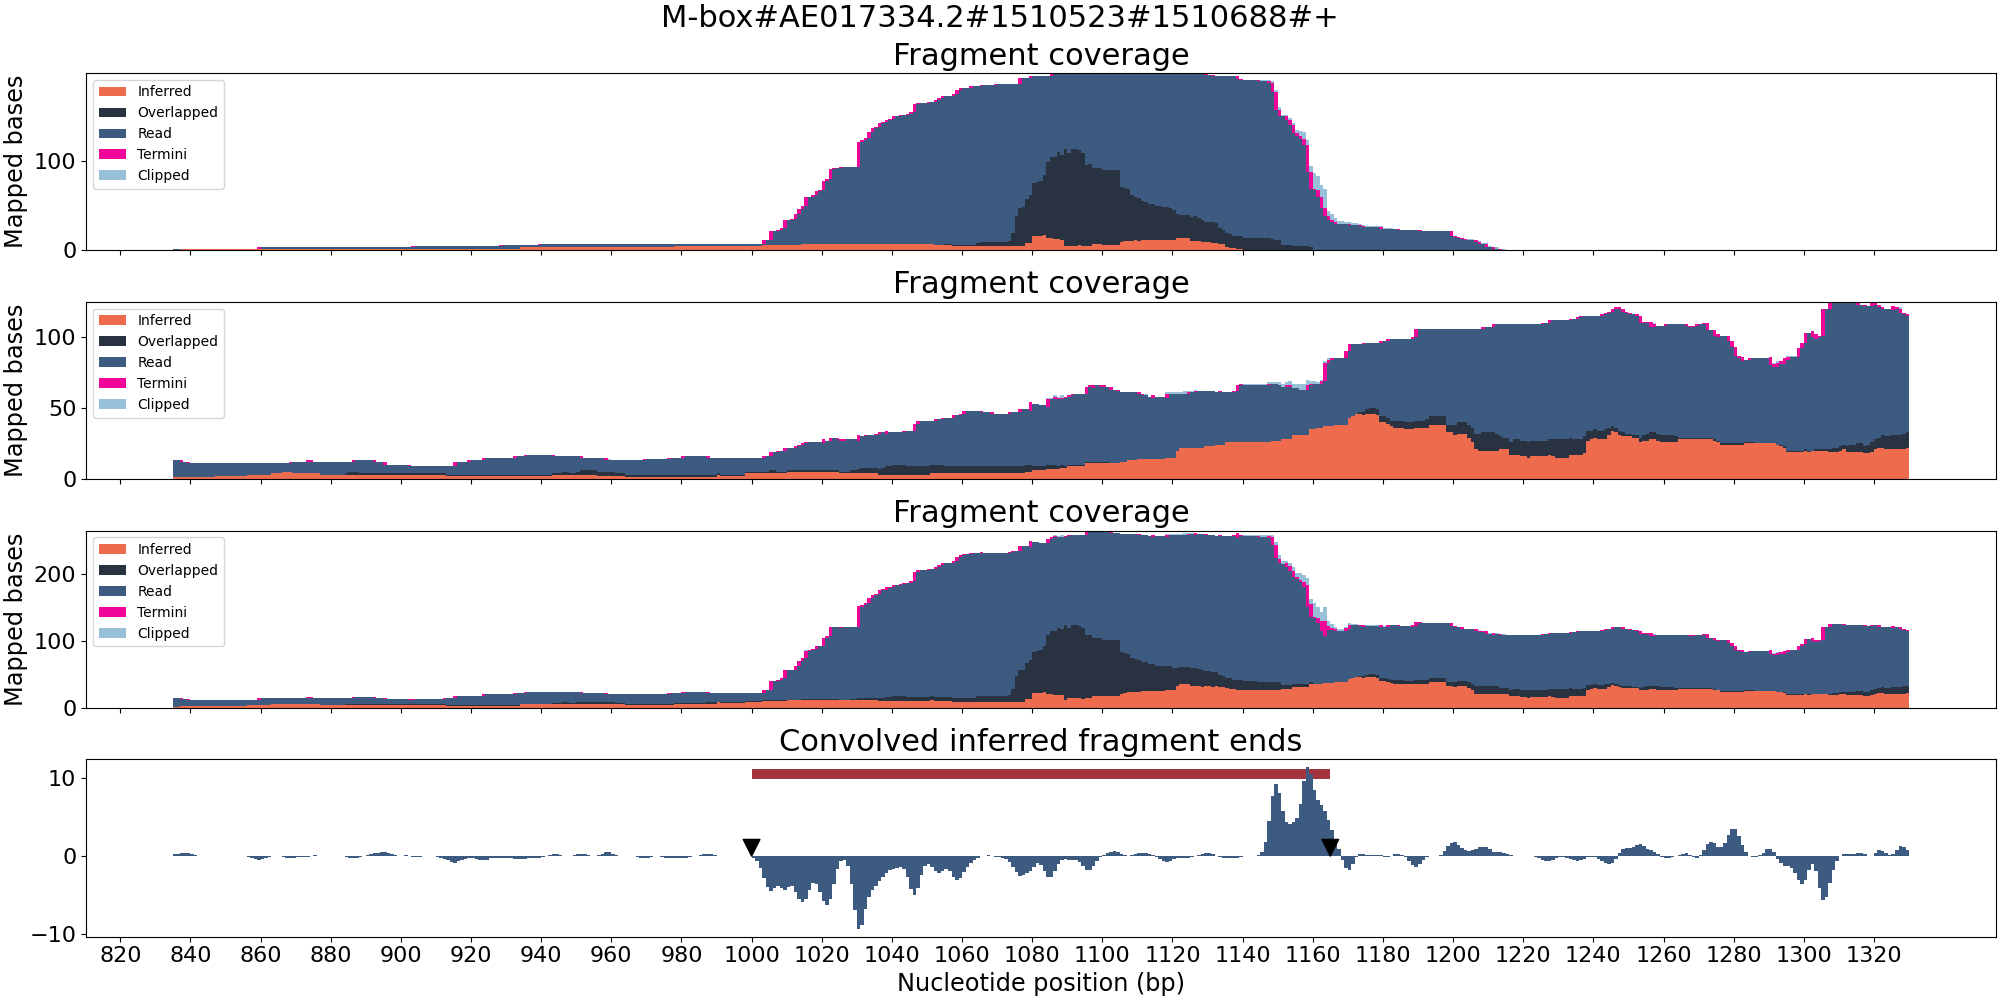 M-box#AE017334.2#1510523#1510688#+
Fragment coverage
Mapped bases
100
0
Inferred
Overlapped
Read
Termini
Clipped
Fragment coverage
Mapped bases
100
50
0
Inferred
Overlapped
Read
Termini
Clipped
Fragment coverage
Mapped bases
200
100
0
Inferred
Overlapped
Read
Termini
Clipped
Convolved inferred fragment ends
10
0
−10
820 840 860 880 900 920 940 960 980 1000 1020 1040 1060 1080 1100 1120 1140 1160 1180 1200 1220 1240 1260 1280 1300 1320
Nucleotide position (bp)